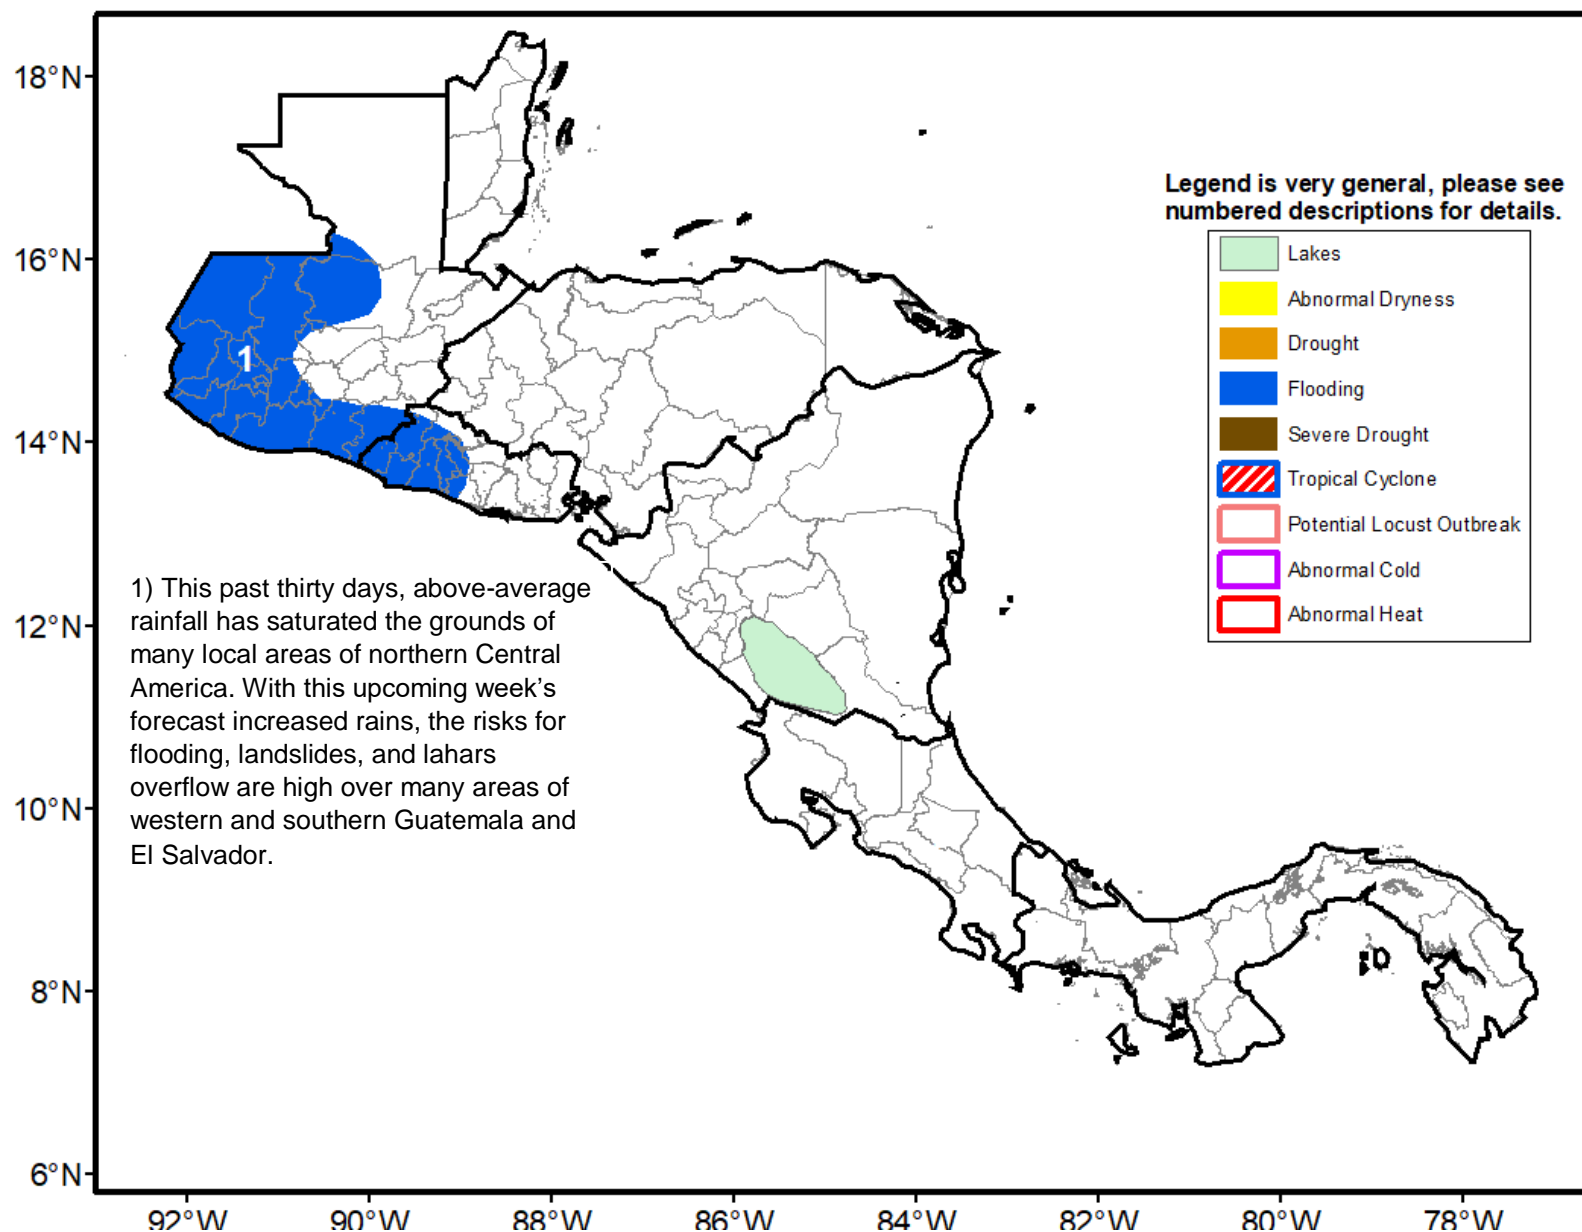 18°N
16°N
14°N
12°N
10°N
8°N
6°N
92°W 90°W 88°W 86°W 84°W 82°W 80°W 78°W
Legend is very general, please see
numbered descriptions for details.
Lakes
Abnormal Dryness
Drought
Flooding
Severe Drought
Tropical Cyclone
Potential Locust Outbreak
Abnormal Cold
Abnormal Heat
1
1) This past thirty days, above-average
rainfall has saturated the grounds of
many local areas of northern Central
America. With this upcoming week’s
forecast increased rains, the risks for
flooding, landslides, and lahars
overflow are high over many areas of
western and southern Guatemala and
El Salvador.